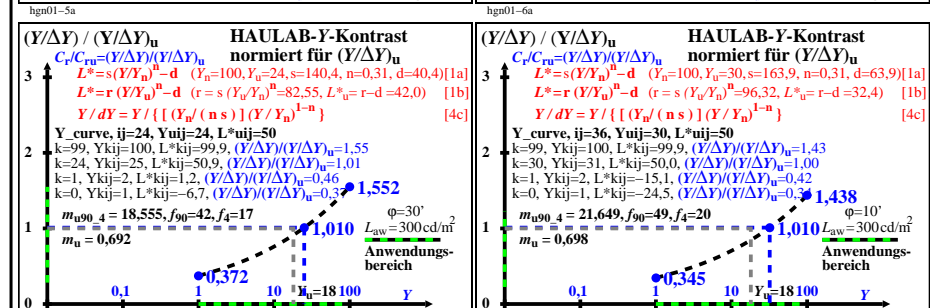 hgn01-5a
(Y/ΔY) / (Y/ΔY)u
HAULAB-Y-Kontrast
Cr/Cru=(Y/ΔY)/(Y/ΔY)u
normiert für (Y/ΔY)u
L*=s(Y/Yn)^n–d (Yn=100,Yu=24,s=140,4, n=0,31, d=40,4)[1a]
L*=r (Y/Yu)^n–d (r = s (Yu/Yn)^n=82,55, L*u= r–d =42,0) [1b]
Y / dY = Y / { [ (Yn/ ( n s ) ] (Y / Yn)^1–n } [4c]
Y_curve, ij=24, Yuij=24, L*uij=50
k=99, Ykij=100, L*kij=99,9, (Y/ΔY)/(Y/ΔY)u=1,55
k=24, Ykij=25, L*kij=50,9, (Y/ΔY)/(Y/ΔY)u=1,01
k=1, Ykij=2, L*kij=1,2, (Y/ΔY)/(Y/ΔY)u=0,46
k=0, Ykij=1, L*kij=–6,7, (Y/ΔY)/(Y/ΔY)u=0,37
1,552
mu90_4 = 18,555, f90=42, f4=17
mu = 0,692
1,010
0,372
φ=30'
Law=300cd/m2
Anwendungs-
bereich
Yu=18
3
2
1
0
0,1 1 10 100 Y
hgn01-6a
(Y/ΔY) / (Y/ΔY)u
HAULAB-Y-Kontrast
Cr/Cru=(Y/ΔY)/(Y/ΔY)u
normiert für (Y/ΔY)u
L*=s(Y/Yn)^n–d (Yn=100,Yu=30,s=163,9, n=0,31, d=63,9)[1a]
L*=r (Y/Yu)^n–d (r = s (Yu/Yn)^n=96,32, L*u= r–d =32,4) [1b]
Y / dY = Y / { [ (Yn/ ( n s ) ] (Y / Yn)^1–n } [4c]
Y_curve, ij=36, Yuij=30, L*uij=50
k=99, Ykij=100, L*kij=99,9, (Y/ΔY)/(Y/ΔY)u=1,43
k=30, Ykij=31, L*kij=50,0, (Y/ΔY)/(Y/ΔY)u=1,00
k=1, Ykij=2, L*kij=–15,1, (Y/ΔY)/(Y/ΔY)u=0,42
k=0, Ykij=1, L*kij=–24,5, (Y/ΔY)/(Y/ΔY)u=0,34
1,438
mu90_4 = 21,649, f90=49, f4=20
mu = 0,698
1,010
0,345
φ=10'
Law=300cd/m2
Anwendungs-
bereich
Yu=18
3
2
1
0
0,1 1 10 100 Y